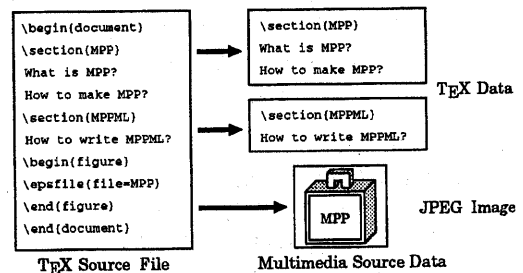 \begin{document}
\section{MPP}
What is MPP?
How to make MPP?
\section{MPPML}
How to write MPPML?
\begin{figure}
\epsfile{file=MPP}
\end{figure}
\end{document}
TEX Source File
\section{MPP}
What is MPP?
How to make MPP?
\section{MPPML}
How to write MPPML?
TEX Data
MPP
JPEG Image
Multimedia Source Data